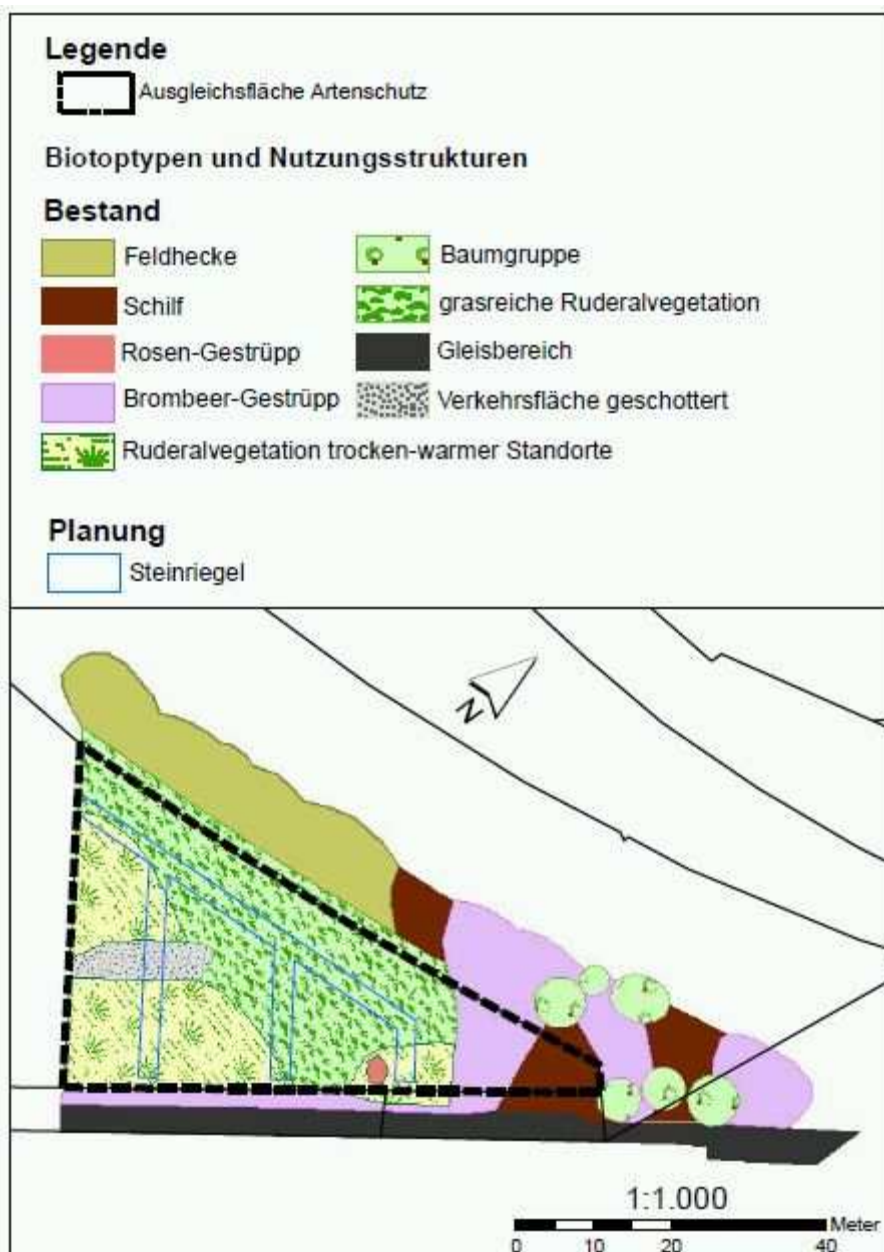 Legende
Ausgleichsfläche Artenschutz
Biotoptypen und Nutzungsstrukturen
Bestand
Feldhecke
Baumgruppe
Schilf
grasreiche Ruderalvegetation
Rosen-Gestrüpp
Gleisbereich
Brombeer-Gestrüpp
Verkehrsfläche geschottert
Ruderalvegetation trocken-warmer Standorte
Planung
Steinriegel
N
1:1.000
Meter
0 10 20 40